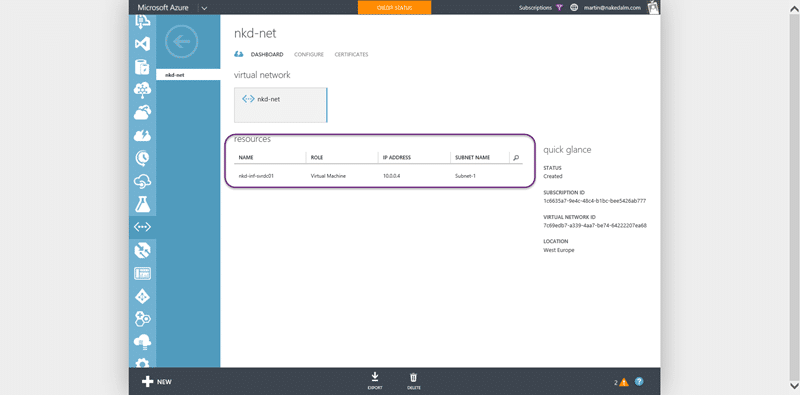 Microsoft Azure
CREDIT STATUS
Subscriptions
martin@nakedalm.com
nkd-net
nkd-net
DASHBOARD CONFIGURE CERTIFICATES
virtual network
nkd-net
resources
NAME ROLE IP ADDRESS SUBNET NAME
nkd-inf-svrdc01 Virtual Machine 10.0.0.4 Subnet-1
quick glance
STATUS
Created
SUBSCRIPTION ID
1c6635a7-9e4c-48c4-b1bc-bee5426ab777
VIRTUAL NETWORK ID
7c69edb7-a339-4aa7-be74-64222207ea68
LOCATION
West Europe
NEW
EXPORT
DELETE
2